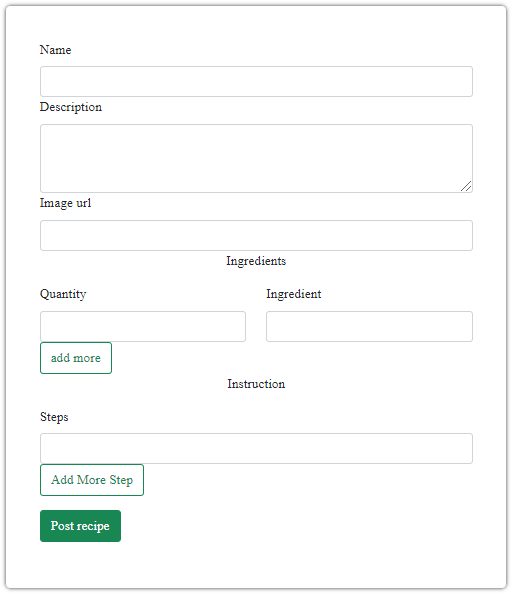 Name
Description
Image url
Ingredients
Quantity Ingredient
add more
Instruction
Steps
Add More Step
Post recipe